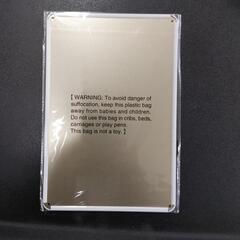 [ WARNING: To avoid danger of
suffocation, keep this plastic bag
away from babies and children.
Do not use this bag in cribs, beds,
carriages or play pens.
This bag is not a toy. ]